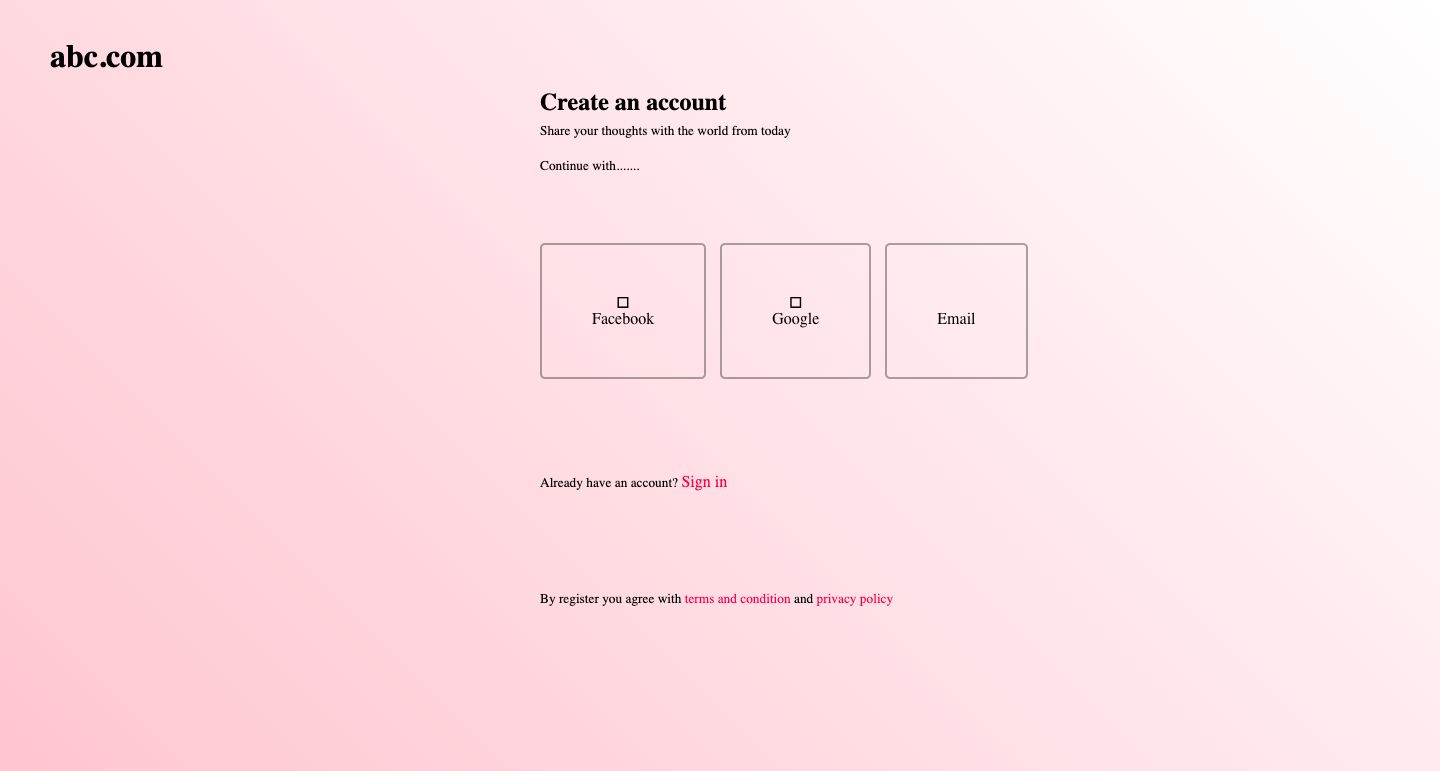 abc.com
Create an account
Share your thoughts with the world from today
Continue with.......
Facebook
Google
Email
Already have an account? Sign in
By register you agree with terms and condition and privacy policy